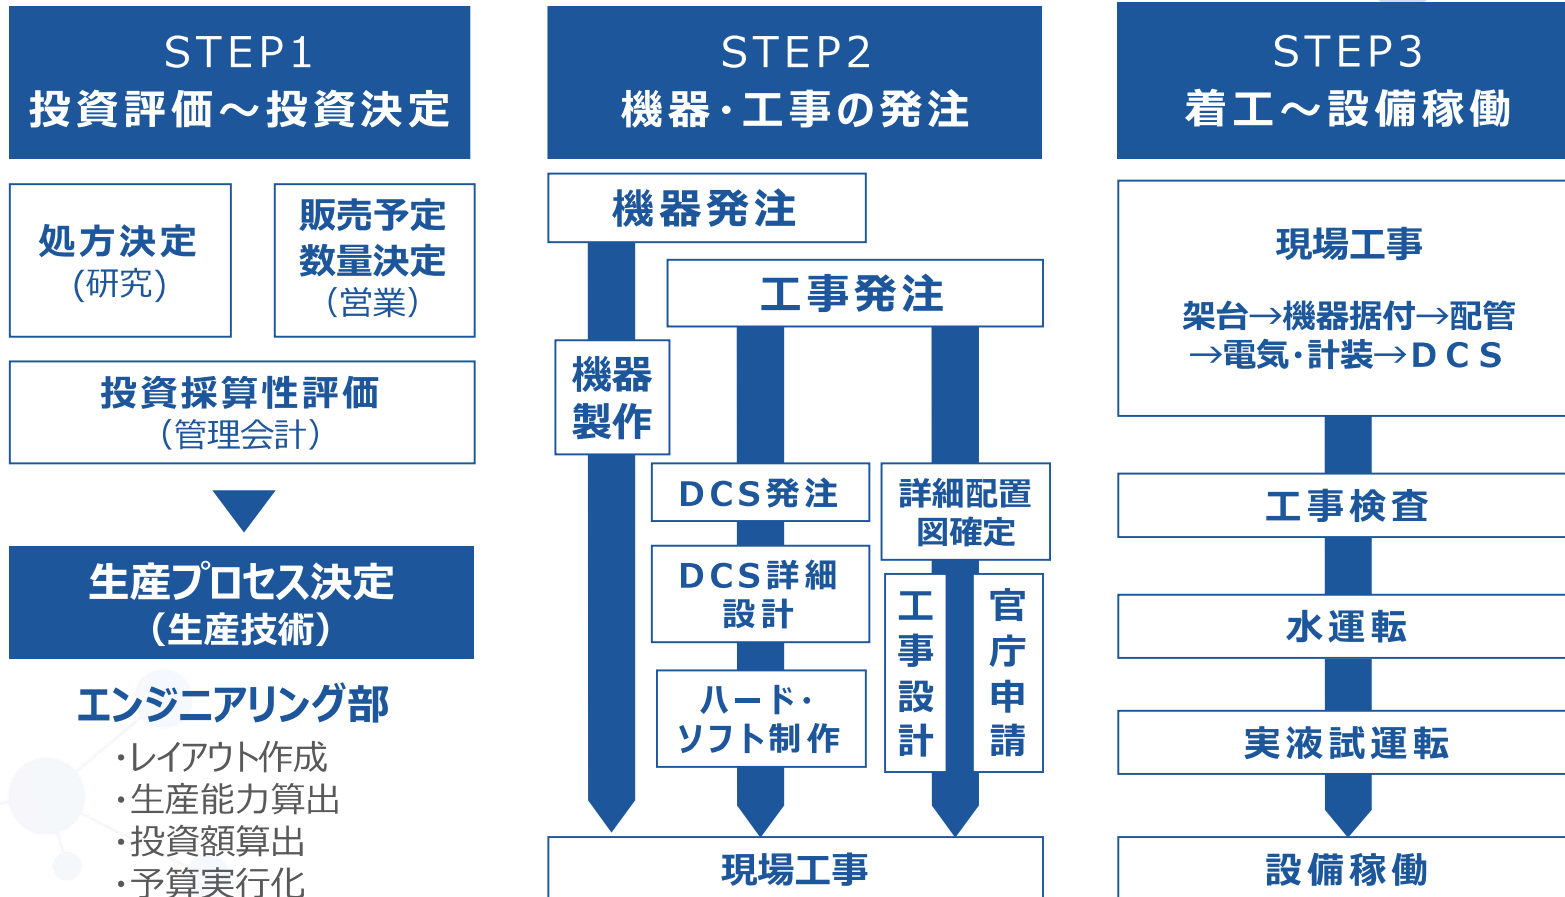 STEP1
投資評価～投資決定
処方決定
(研究)
販売予定
数量決定
(営業)
投資採算性評価
(管理会計)
生産プロセス決定
(生産技術)
エンジニアリング部
・レイアウト作成
・生産能力算出
・投資額算出
・予算実行化
STEP2
機器・工事の発注
機器発注
工事発注
機器
製作
DCS発注
DCS詳細
設計
ハード・
ソフト制作
詳細配置
図確定
工事設計
官庁申請
現場工事
STEP3
着工～設備稼働
現場工事
架台→機器据付→配管
→電気・計装→DCS
工事検査
水運転
実液試運転
設備稼働